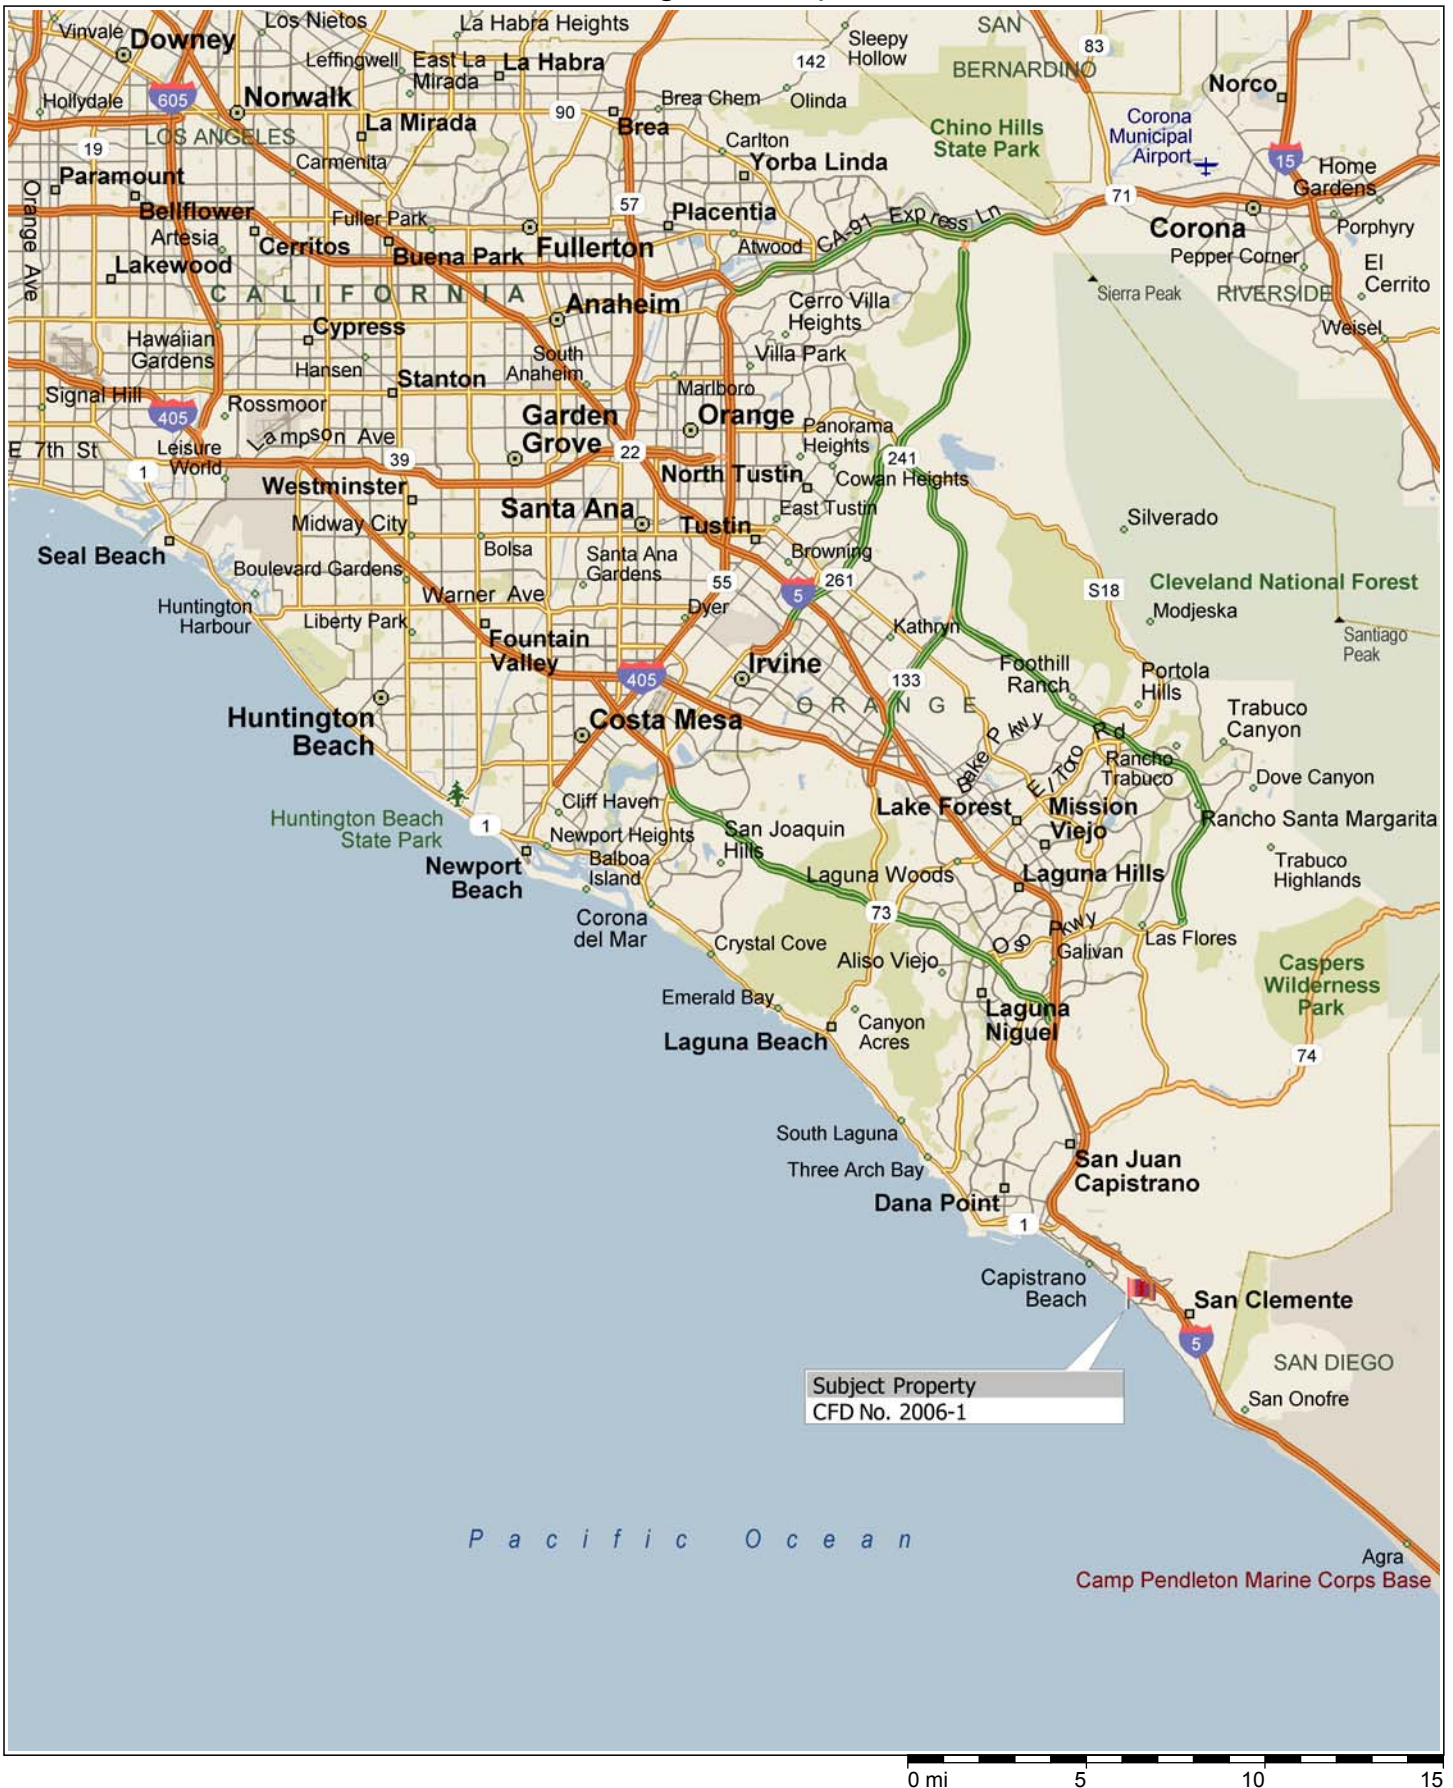 Vinvale
Los Nietos
La Habra Heights
SAN
BERNARDINO
83
Sleepy
Hollow
142
Downey
Leffingwell
East La
Mirada
La Habra
Norco
Hollydale
605
Norwalk
90
Brea Chem
Olinda
Brea
La Mirada
LOS ANGELES
19
Carmenita
Carlton
Yorba Linda
Chino Hills
State Park
Corona
Municipal
Airport
15
Home
Gardens
Paramount
Orange Ave
Bellflower
Fuller Park
57
Placentia
71
Artesia
Cerritos
Buena Park
Fullerton
Atwood
CA-91 Express Ln
Corona
Porphyry
Pepper Corner
El
Cerrito
Lakewood
CALIFORNIA
Anaheim
Cerro Villa
Heights
Sierra Peak
RIVERSIDE
Weisel
Hawaiian
Gardens
Cypress
Hansen
South
Anaheim
Villa Park
Signal Hill
Stanton
Marlboro
405
Rossmoor
Garden
Grove
Orange
Panorama
Heights
Lampson Ave
E 7th St
Leisure
World
1
39
22
241
North Tustin
Cowan Heights
Westminster
Santa Ana
East Tustin
Midway City
Tustin
Silverado
Seal Beach
Bolsa
Santa Ana
Gardens
Browning
Boulevard Gardens
55
5
261
S18
Cleveland National Forest
Warner Ave
Huntington
Harbour
Liberty Park
Dyer
Modjeska
Fountain
Valley
Kathryn
Santiago
Peak
405
Irvine
133
Foothill
Ranch
Portola
Hills
ORANGE
Huntington
Beach
Costa Mesa
Trabuco
Canyon
Bake Pkwy
El Toro Rd
Rancho
Trabuco
Dove Canyon
Cliff Haven
Lake Forest
Mission
Viejo
Rancho Santa Margarita
Huntington Beach
State Park
1
Newport Heights
San Joaquin
Hills
Newport
Beach
Balboa
Island
Laguna Woods
Laguna Hills
Trabuco
Highlands
Corona
del Mar
73
Oso Pkwy
Las Flores
Crystal Cove
Aliso Viejo
Galivan
Caspers
Wilderness
Park
Emerald Bay
Laguna
Niguel
Laguna Beach
Canyon
Acres
74
South Laguna
Three Arch Bay
San Juan
Capistrano
Dana Point
1
Capistrano
Beach
San Clemente
5
SAN DIEGO
Subject Property
CFD No. 2006-1
San Onofre
Pacific Ocean
Agra
Camp Pendleton Marine Corps Base
0 mi 5 10 15